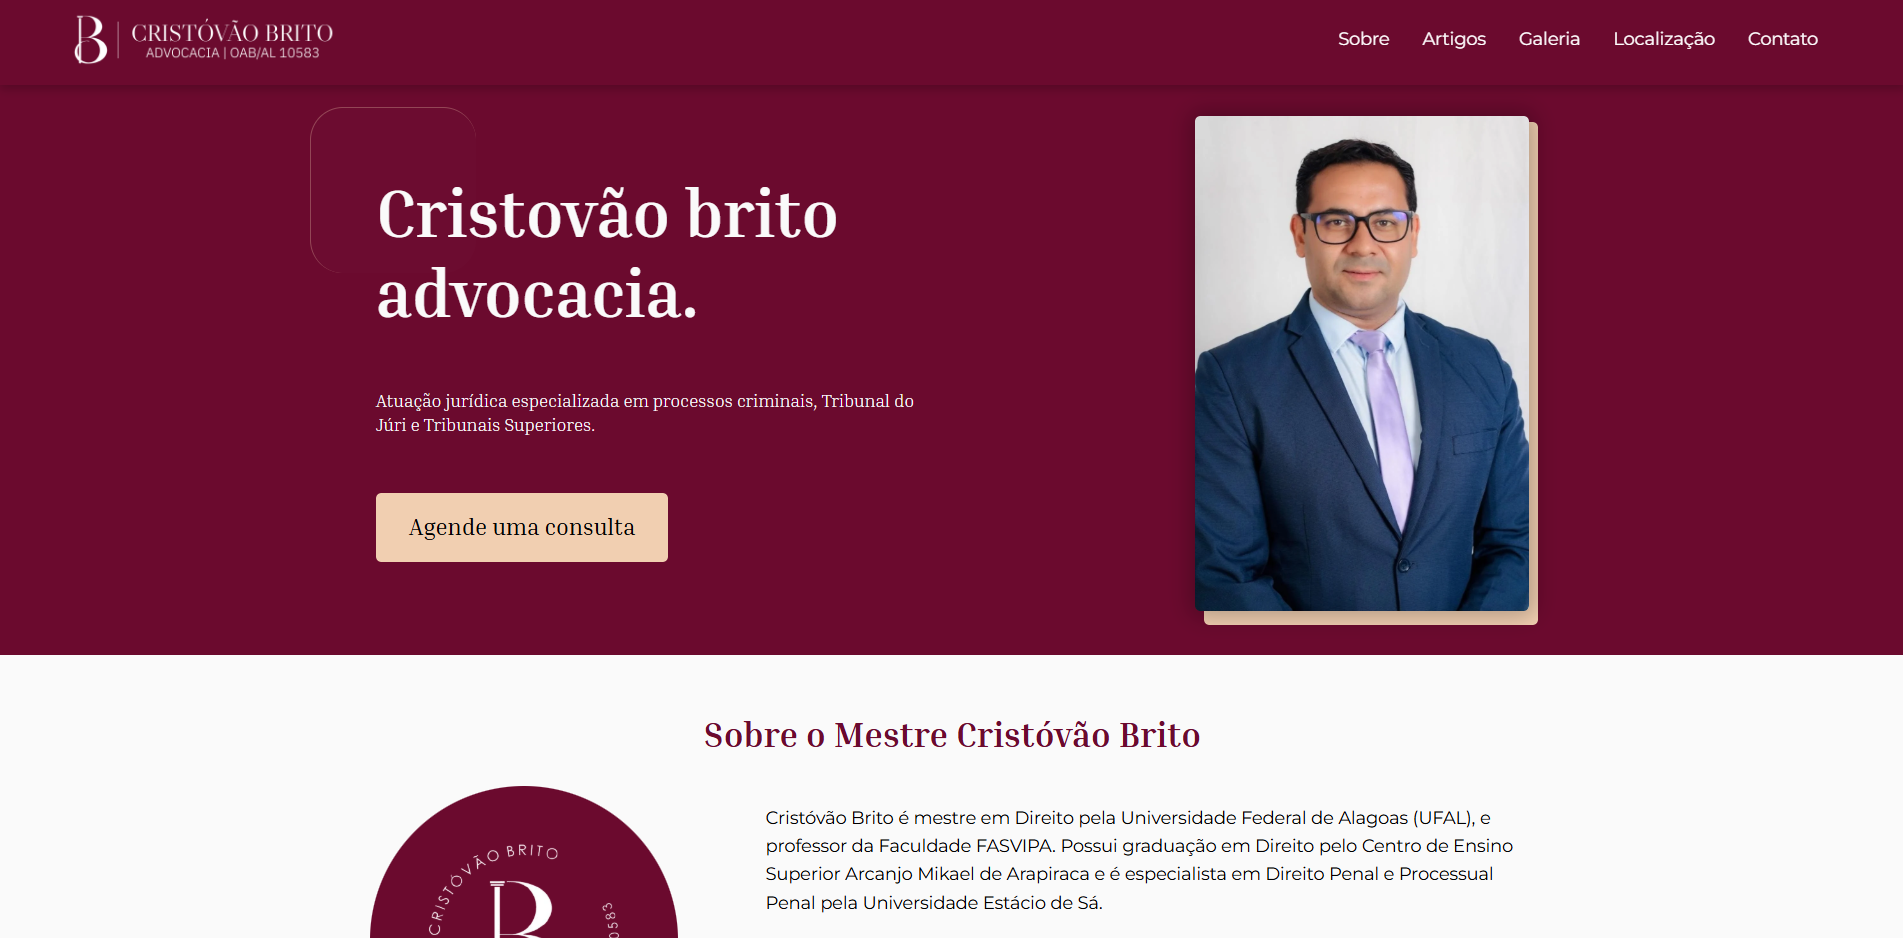 CRISTÓVÃO BRITO
ADVOCACIA | OAB/AL 10583
Sobre
Artigos
Galeria
Localização
Contato
Cristovão brito
advocacia.
Atuação jurídica especializada em processos criminais, Tribunal do
Júri e Tribunais Superiores.
Agende uma consulta
Sobre o Mestre Cristóvão Brito
CRISTÓVÃO BRITO
Cristóvão Brito é mestre em Direito pela Universidade Federal de Alagoas (UFAL), e
professor da Faculdade FASVIPA. Possui graduação em Direito pelo Centro de Ensino
Superior Arcanjo Mikael de Arapiraca e é especialista em Direito Penal e Processual
Penal pela Universidade Estácio de Sá.